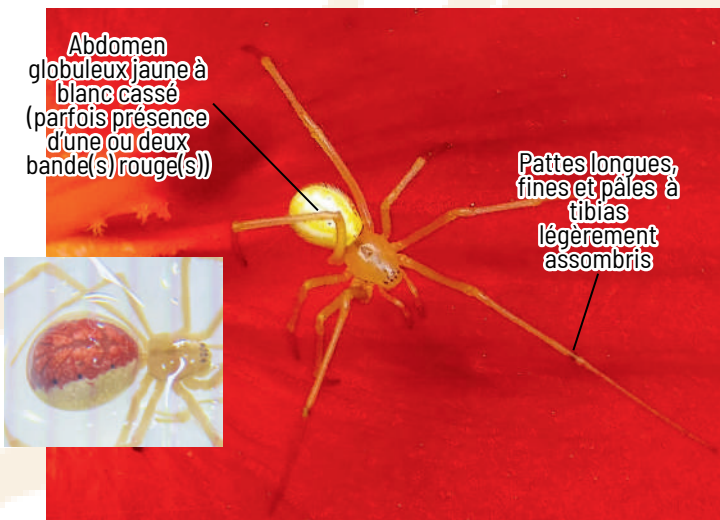 Abdomen
globuleux jaune à
blanc cassé
(parfois présence
d'une ou deux
bande(s) rouge(s))
Pattes longues,
fines et pâles à
tibias
légèrement
assombris